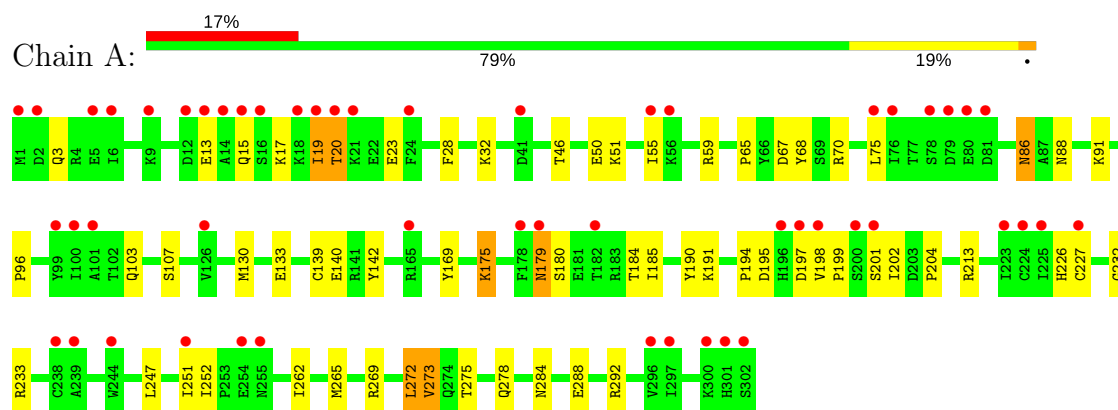 17%
Chain A:
79% 19% •
M1 D2 Q3 R4 E5 I6 K9 D12 E13 A14 Q15 S16 K17 K18 I19 T20 K21 E22 E23 F24 F28 K32 D41 T46 E50 K51 I55 K56 R59 P65 Y66 D67 Y68 S69 R70 L75 I76 T77 S78 D79 E80 D81 N86 A87 N88 K91
P96 Y99 I100 A101 T102 Q103 S107 V126 M130 E133 C139 E140 R141 Y142 R165 Y169 K175 F178 N179 S180 E181 T182 R183 T184 I185 Y190 K191 P194 D195 H196 D197 V198 P199 S200 S201 I202 D203 P204 R213 I223 C224 I225 H226 C227
R233 C238 A239 W244 L247 I251 I252 P253 E254 N255 I262 M265 R269 L272 V273 Q274 T275 Q278 N284 E288 R292 V296 I297 K300 H301 S302